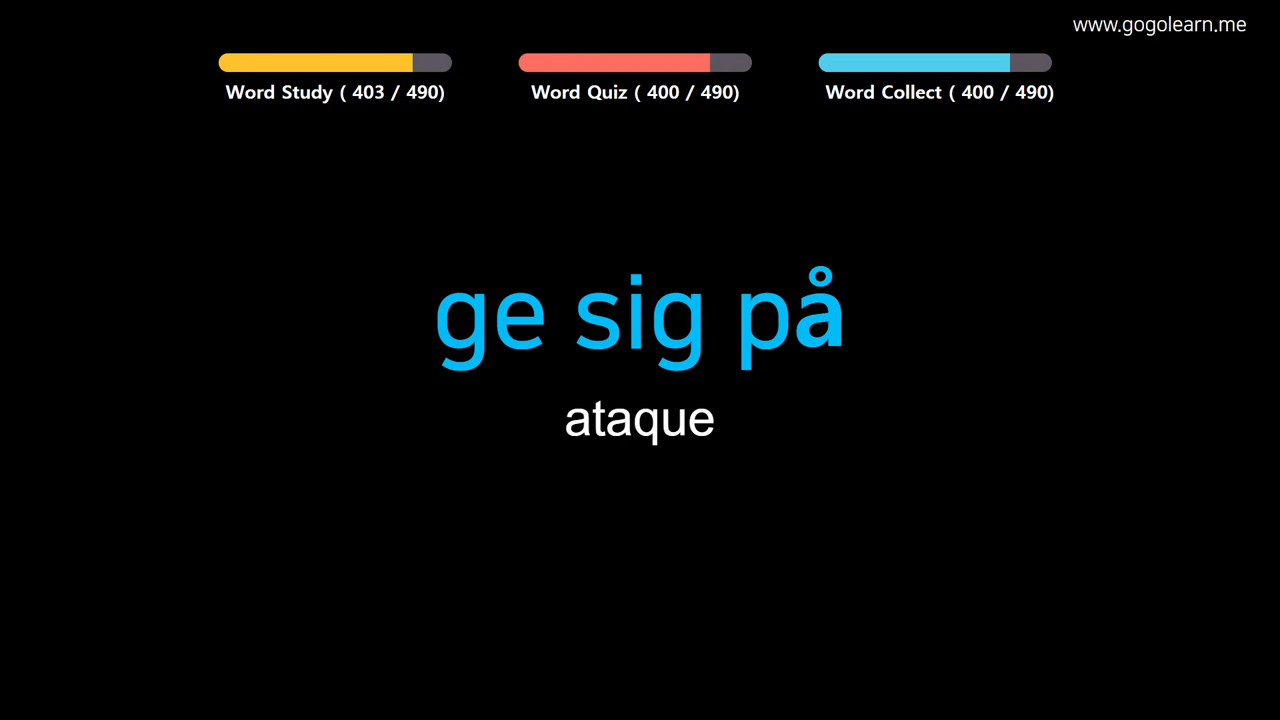 www.gogolearn.me
Word Study ( 403 / 490)
Word Quiz ( 400 / 490)
Word Collect ( 400 / 490)
ge sig på
ataque